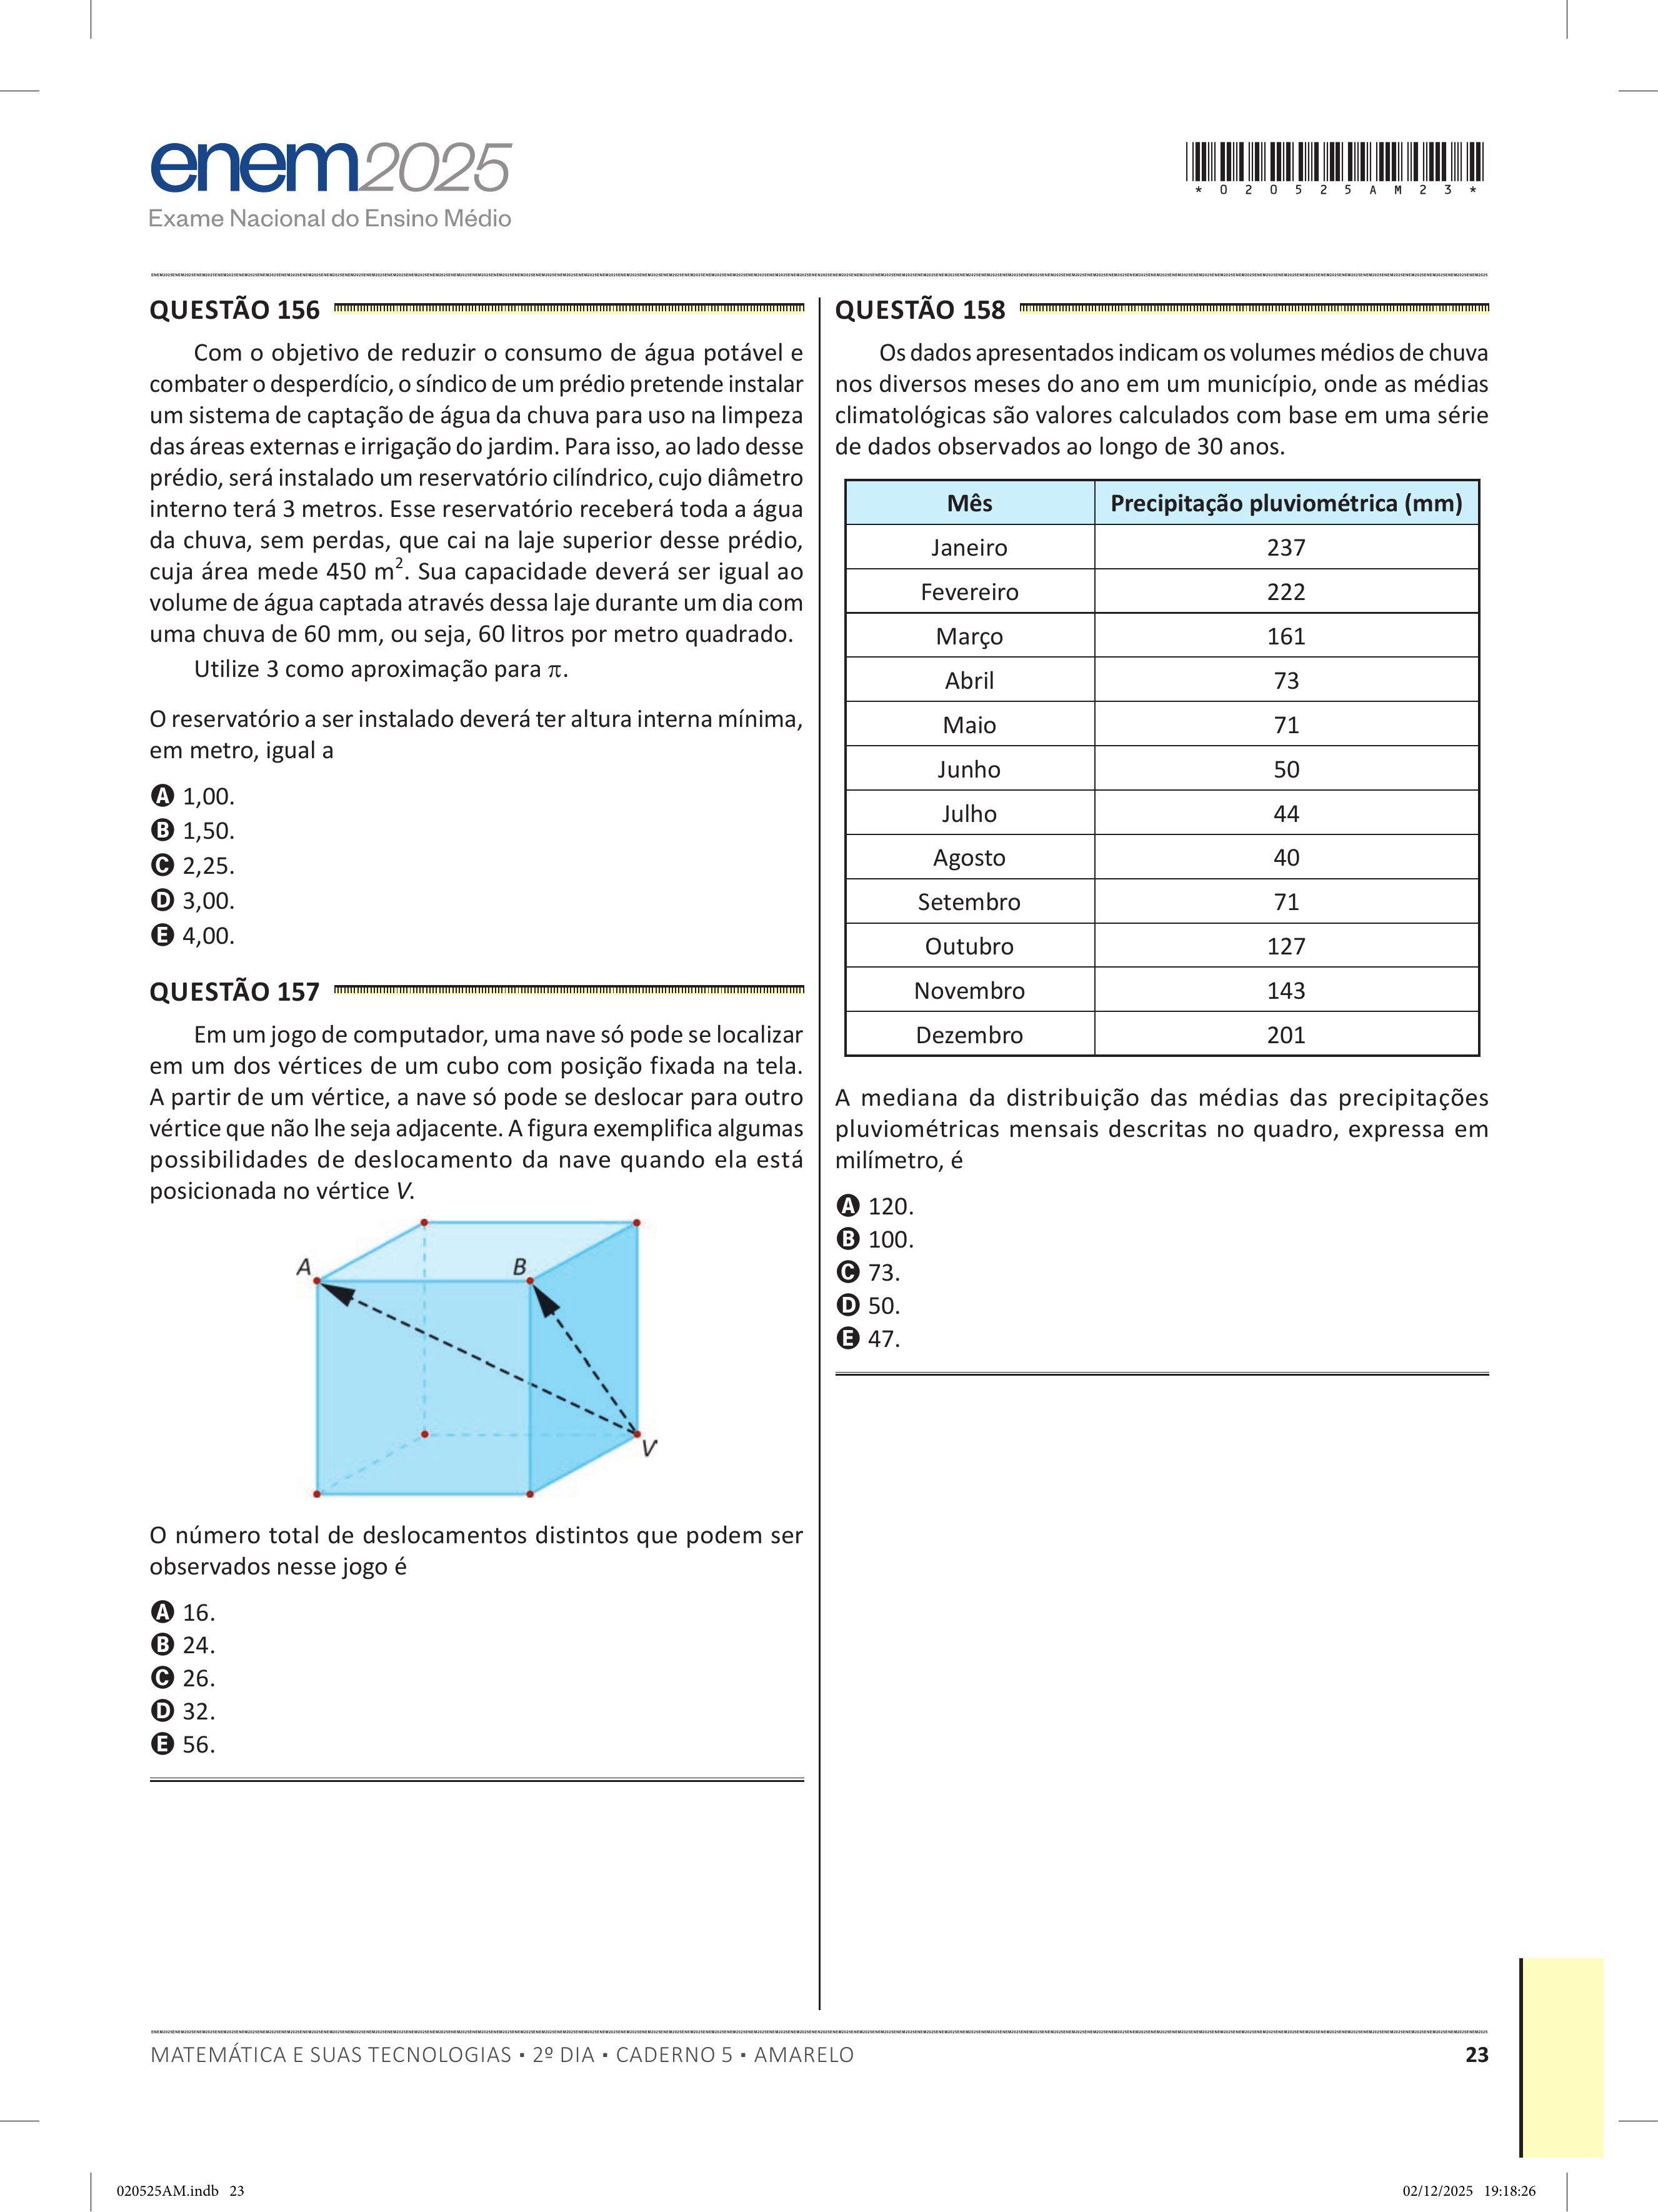 enem2025
Exame Nacional do Ensino Médio
*020525AM23*
QUESTÃO 156
Com o objetivo de reduzir o consumo de água potável e
combater o desperdício, o síndico de um prédio pretende instalar
um sistema de captação de água da chuva para uso na limpeza
das áreas externas e irrigação do jardim. Para isso, ao lado desse
prédio, será instalado um reservatório cilíndrico, cujo diâmetro
interno terá 3 metros. Esse reservatório receberá toda a água
da chuva, sem perdas, que cai na laje superior desse prédio,
cuja área mede 450 m². Sua capacidade deverá ser igual ao
volume de água captada através dessa laje durante um dia com
uma chuva de 60 mm, ou seja, 60 litros por metro quadrado.
Utilize 3 como aproximação para π.
O reservatório a ser instalado deverá ter altura interna mínima,
em metro, igual a
A 1,00.
B 1,50.
C 2,25.
D 3,00.
E 4,00.
QUESTÃO 157
Em um jogo de computador, uma nave só pode se localizar
em um dos vértices de um cubo com posição fixada na tela.
A partir de um vértice, a nave só pode se deslocar para outro
vértice que não lhe seja adjacente. A figura exemplifica algumas
possibilidades de deslocamento da nave quando ela está
posicionada no vértice V.
A
B
V
O número total de deslocamentos distintos que podem ser
observados nesse jogo é
A 16.
B 24.
C 26.
D 32.
E 56.
QUESTÃO 158
Os dados apresentados indicam os volumes médios de chuva
nos diversos meses do ano em um município, onde as médias
climatológicas são valores calculados com base em uma série
de dados observados ao longo de 30 anos.
Mês Precipitação pluviométrica (mm)
Janeiro 237
Fevereiro 222
Março 161
Abril 73
Maio 71
Junho 50
Julho 44
Agosto 40
Setembro 71
Outubro 127
Novembro 143
Dezembro 201
A mediana da distribuição das médias das precipitações
pluviométricas mensais descritas no quadro, expressa em
milímetro, é
A 120.
B 100.
C 73.
D 50.
E 47.
MATEMÁTICA E SUAS TECNOLOGIAS ▪ 2º DIA ▪ CADERNO 5 ▪ AMARELO
23
020525AM.indb 23
02/12/2025 19:18:26